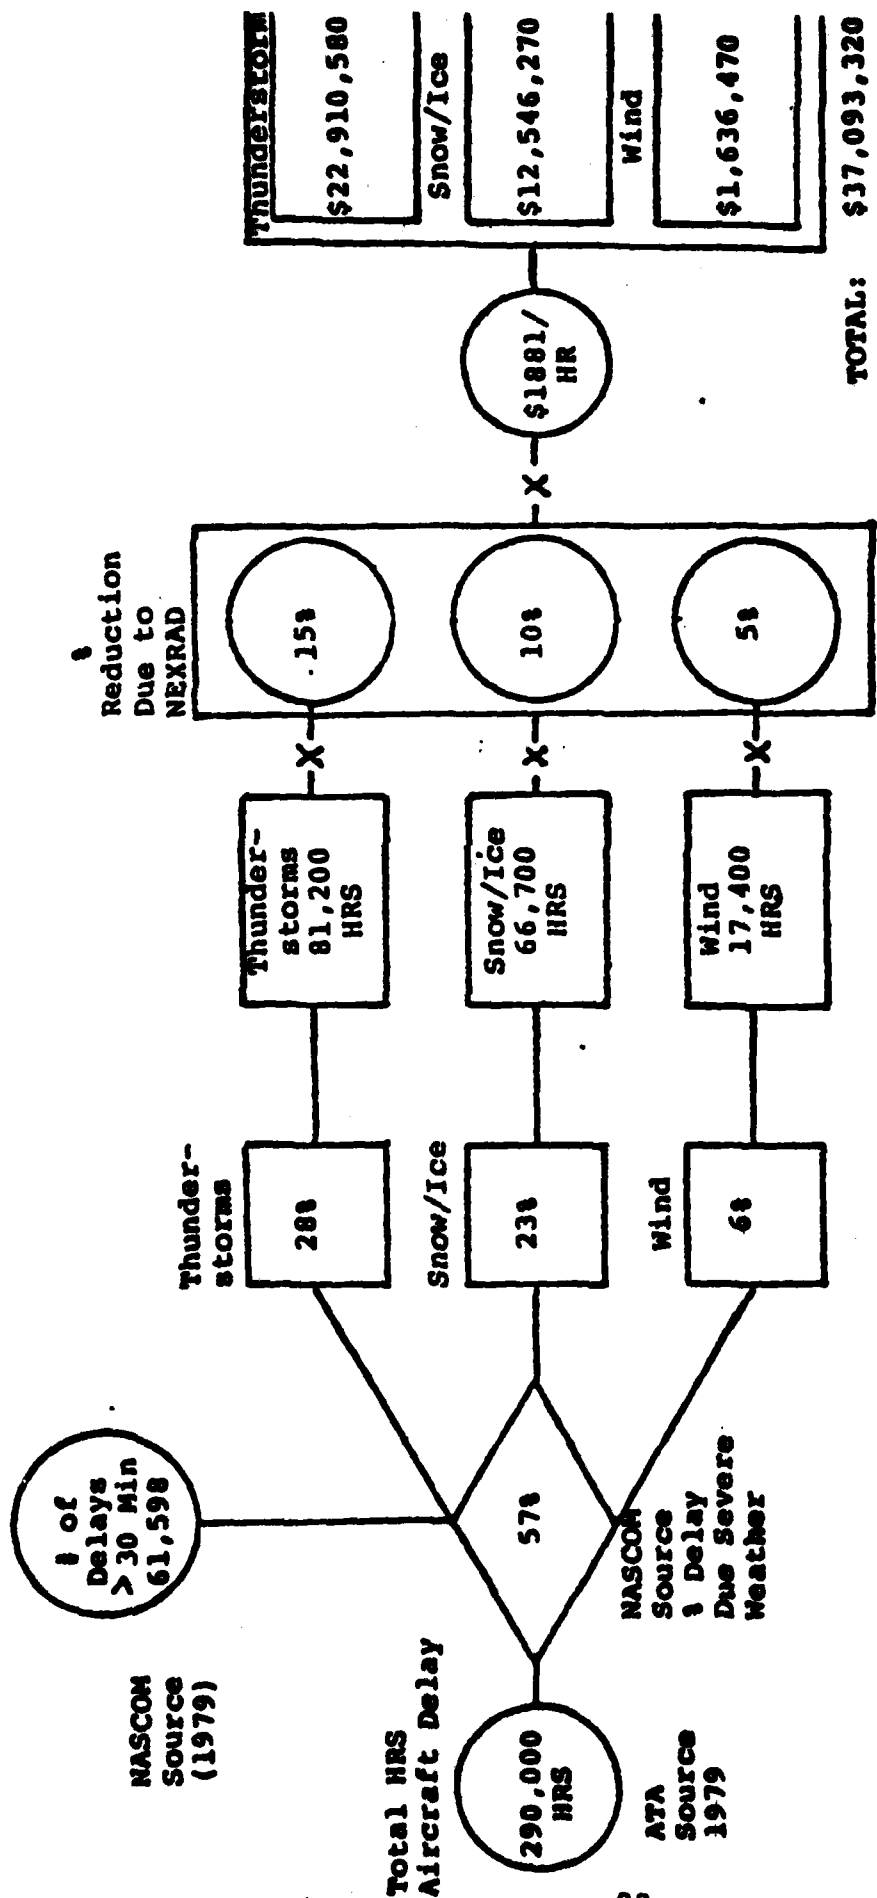 NASCOM
Source
(1979)
% of
Delays
>30 Min
61,598
Total HRS
Aircraft Delay
290,000
HRS
ATA
Source
1979
57%
NASCOM
Source
% Delay
Due Severe
Weather
Thunder-
storms
28%
Snow/Ice
23%
Wind
6%
Thunder-
storms
81,200
HRS
Snow/Ice
66,700
HRS
Wind
17,400
HRS
X
X
X
%
Reduction
Due to
NEXRAD
15%
10%
5%
X
$1881/
HR
Thunderstorm
$22,910,580
Snow/Ice
$12,546,270
Wind
$1,636,470
TOTAL: $37,093,320